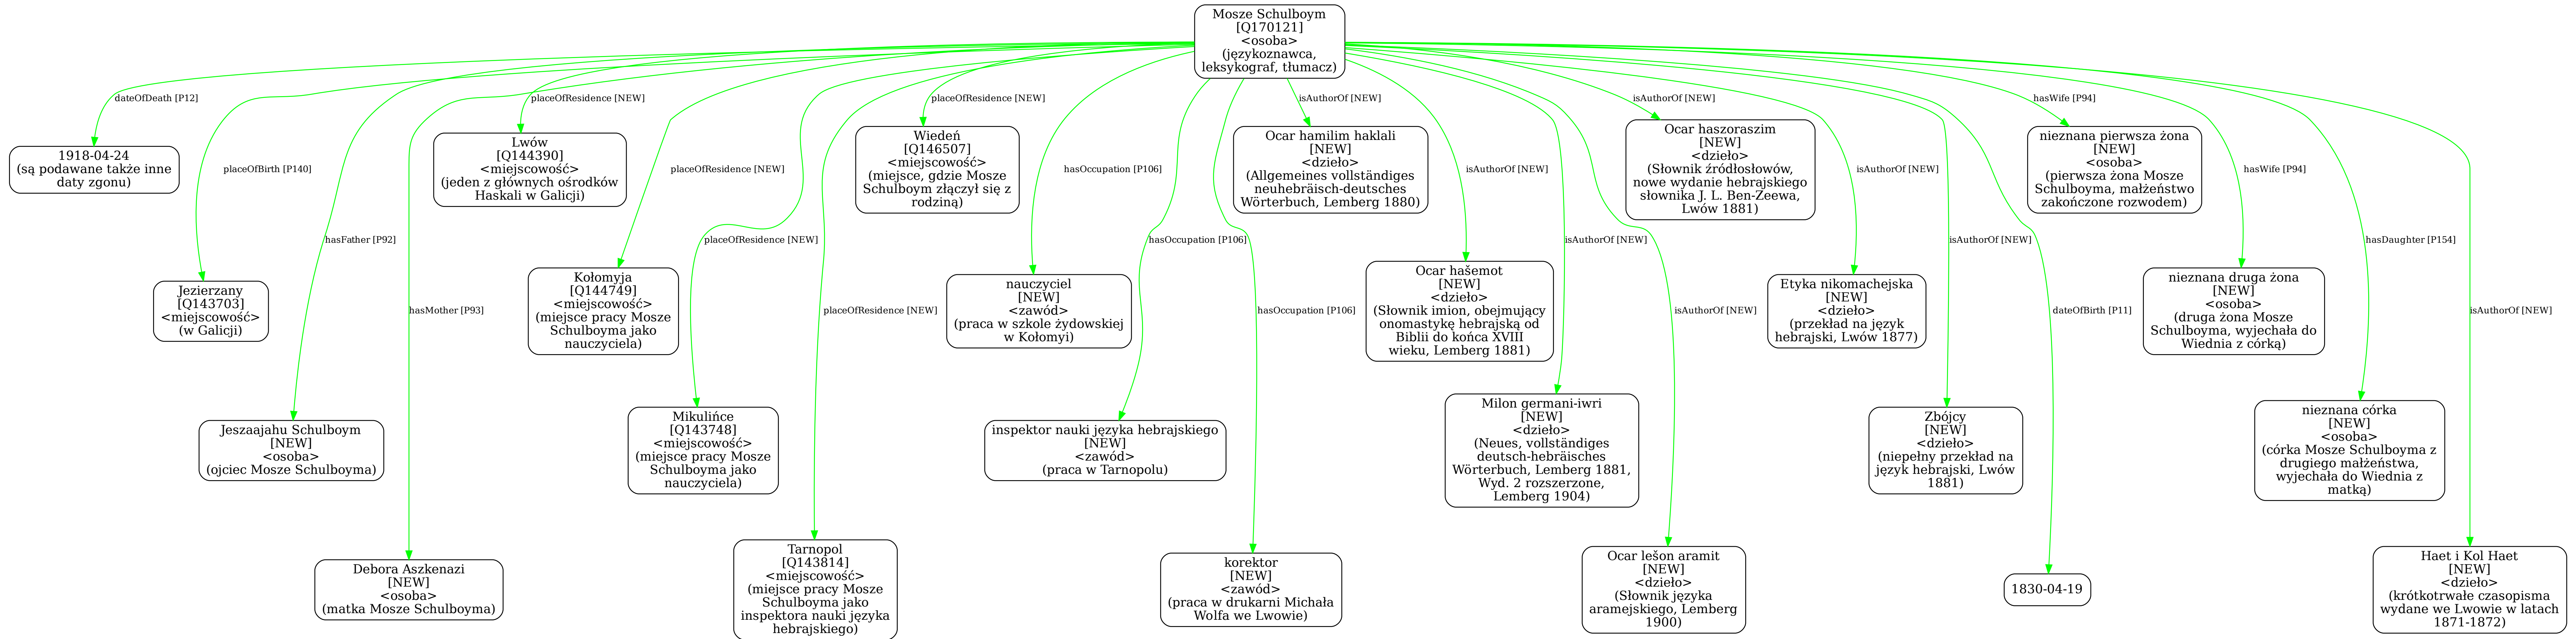 Mosze Schulboym
[Q170121]
<osoba>
(językoznawca,
leksykograf, tłumacz)
dateOfDeath [P12]
placeOfResidence [NEW]
placeOfResidence [NEW]
isAuthorOf [NEW]
isAuthorOf [NEW]
hasWife [P94]
1918-04-24
(są podawane także inne
daty zgonu)
Lwów
[Q144390]
<miejscowość>
(jeden z głównych ośrodków
Haskali w Galicji)
Wiedeń
[Q146507]
<miejscowość>
(miejsce, gdzie Mosze
Schulboym złączył się z
rodziną)
Ocar hamilim haklali
[NEW]
<dzieło>
(Allgemeines vollständiges
neuhebräisch-deutsches
Wörterbuch, Lemberg 1880)
Ocar haszoraszim
[NEW]
<dzieło>
(Słownik źródłosłowów,
nowe wydanie hebrajskiego
słownika J. L. Ben-Zeewa,
Lwów 1881)
nieznana pierwsza żona
[NEW]
<osoba>
(pierwsza żona Mosze
Schulboyma, małżeństwo
zakończone rozwodem)
placeOfBirth [P140]
placeOfResidence [NEW]
hasOccupation [P106]
isAuthorOf [NEW]
isAuthorOf [NEW]
hasWife [P94]
Jezierzany
[Q143703]
<miejscowość>
(w Galicji)
Kołomyja
[Q144749]
<miejscowość>
(miejsce pracy Mosze
Schulboyma jako
nauczyciela)
nauczyciel
[NEW]
<zawód>
(praca w szkole żydowskiej
w Kołomyi)
Ocar hašemot
[NEW]
<dzieło>
(Słownik imion, obejmujący
onomastykę hebrajską od
Biblii do końca XVIII
wieku, Lemberg 1881)
Etyka nikomachejska
[NEW]
<dzieło>
(przekład na język
hebrajski, Lwów 1877)
nieznana druga żona
[NEW]
<osoba>
(druga żona Mosze
Schulboyma, wyjechała do
Wiednia z córką)
hasFather [P92]
placeOfResidence [NEW]
hasOccupation [P106]
isAuthorOf [NEW]
isAuthorOf [NEW]
hasDaughter [P154]
Jeszaajahu Schulboym
[NEW]
<osoba>
(ojciec Mosze Schulboyma)
Mikulińce
[Q143748]
<miejscowość>
(miejsce pracy Mosze
Schulboyma jako
nauczyciela)
inspektor nauki języka hebrajskiego
[NEW]
<zawód>
(praca w Tarnopolu)
Milon germani-iwri
[NEW]
<dzieło>
(Neues, vollständiges
deutsch-hebräisches
Wörterbuch, Lemberg 1881,
Wyd. 2 rozszerzone,
Lemberg 1904)
Zbójcy
[NEW]
<dzieło>
(niepełny przekład na
język hebrajski, Lwów
1881)
nieznana córka
[NEW]
<osoba>
(córka Mosze Schulboyma z
drugiego małżeństwa,
wyjechała do Wiednia z
matką)
hasMother [P93]
placeOfResidence [NEW]
hasOccupation [P106]
isAuthorOf [NEW]
dateOfBirth [P11]
isAuthorOf [NEW]
Debora Aszkenazi
[NEW]
<osoba>
(matka Mosze Schulboyma)
Tarnopol
[Q143814]
<miejscowość>
(miejsce pracy Mosze
Schulboyma jako
inspektora nauki języka
hebrajskiego)
korektor
[NEW]
<zawód>
(praca w drukarni Michała
Wolfa we Lwowie)
Ocar lešon aramit
[NEW]
<dzieło>
(Słownik języka
aramejskiego, Lemberg
1900)
1830-04-19
Haet i Kol Haet
[NEW]
<dzieło>
(krótkotrwałe czasopisma
wydane we Lwowie w latach
1871-1872)